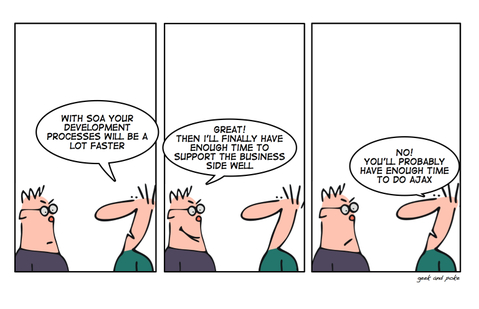 WITH SOA YOUR
DEVELOPMENT
PROCESSES WILL BE A
LOT FASTER
GREAT!
THEN I'LL FINALLY HAVE
ENOUGH TIME TO
SUPPORT THE BUSINESS
SIDE WELL
NO!
YOU'LL PROBABLY
HAVE ENOUGH TIME
TO DO AJAX
geek and poke